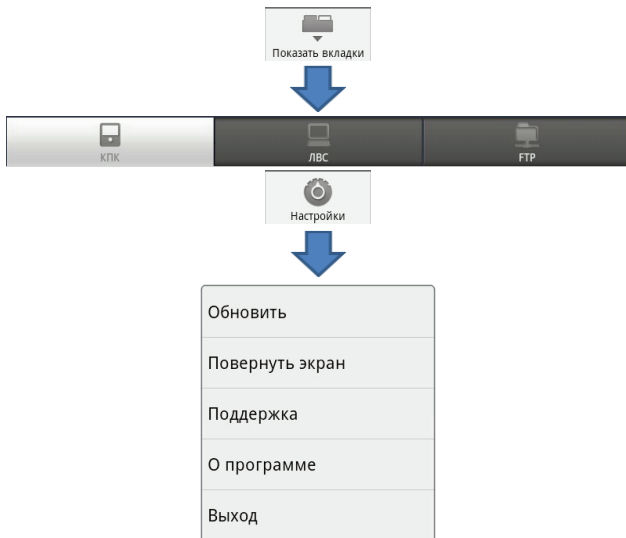 Показать вкладки
КПК
ЛВС
FTP
Настройки
Обновить
Повернуть экран
Поддержка
О программе
Выход